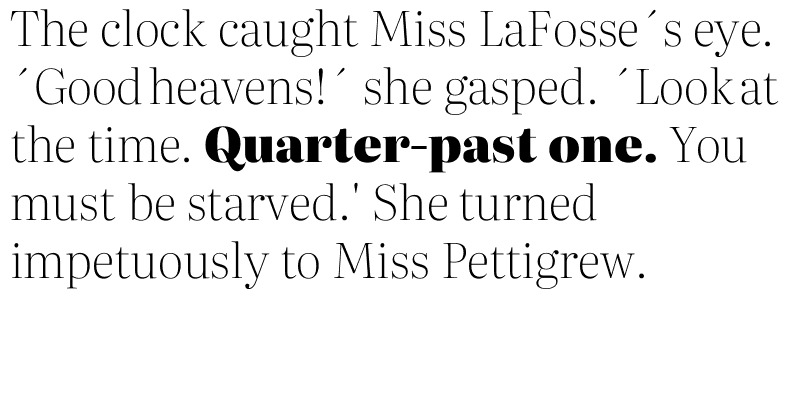 The clock caught Miss LaFosse´s eye.
´Good heavens!´ she gasped. ´Look at
the time. Quarter-past one. You
must be starved.' She turned
impetuously to Miss Pettigrew.